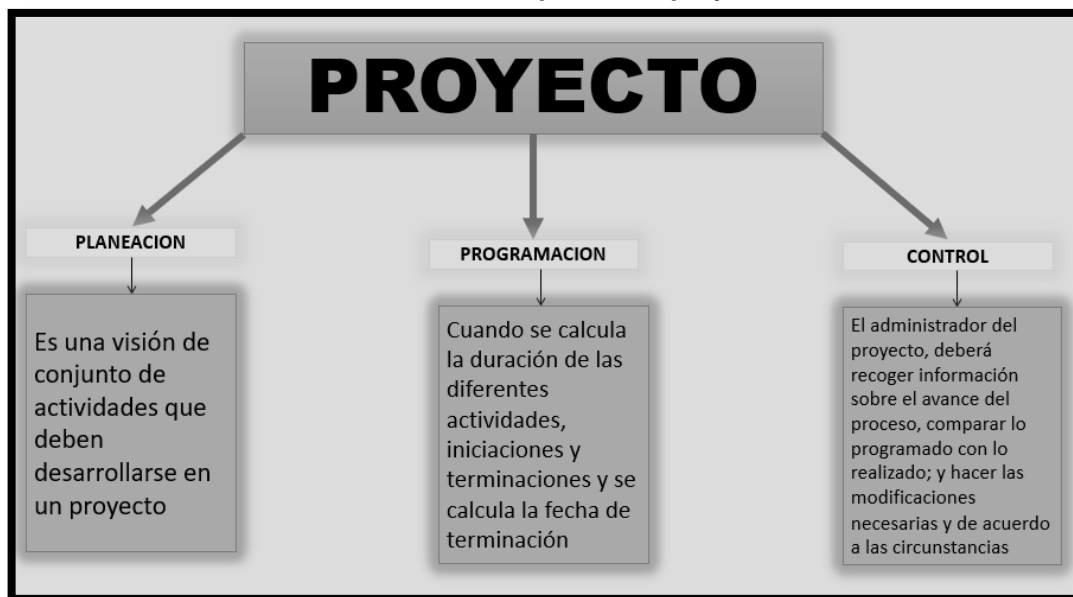 PROYECTO
PLANEACION
Es una visión de
conjunto de
actividades que
deben
desarrollarse en
un proyecto
PROGRAMACION
Cuando se calcula
la duración de las
diferentes
actividades,
iniciaciones y
terminaciones y se
calcula la fecha de
terminación
CONTROL
El administrador del
proyecto, deberá
recoger información
sobre el avance del
proceso, comparar lo
programado con lo
realizado; y hacer las
modificaciones
necesarias y de acuerdo
a las circunstancias